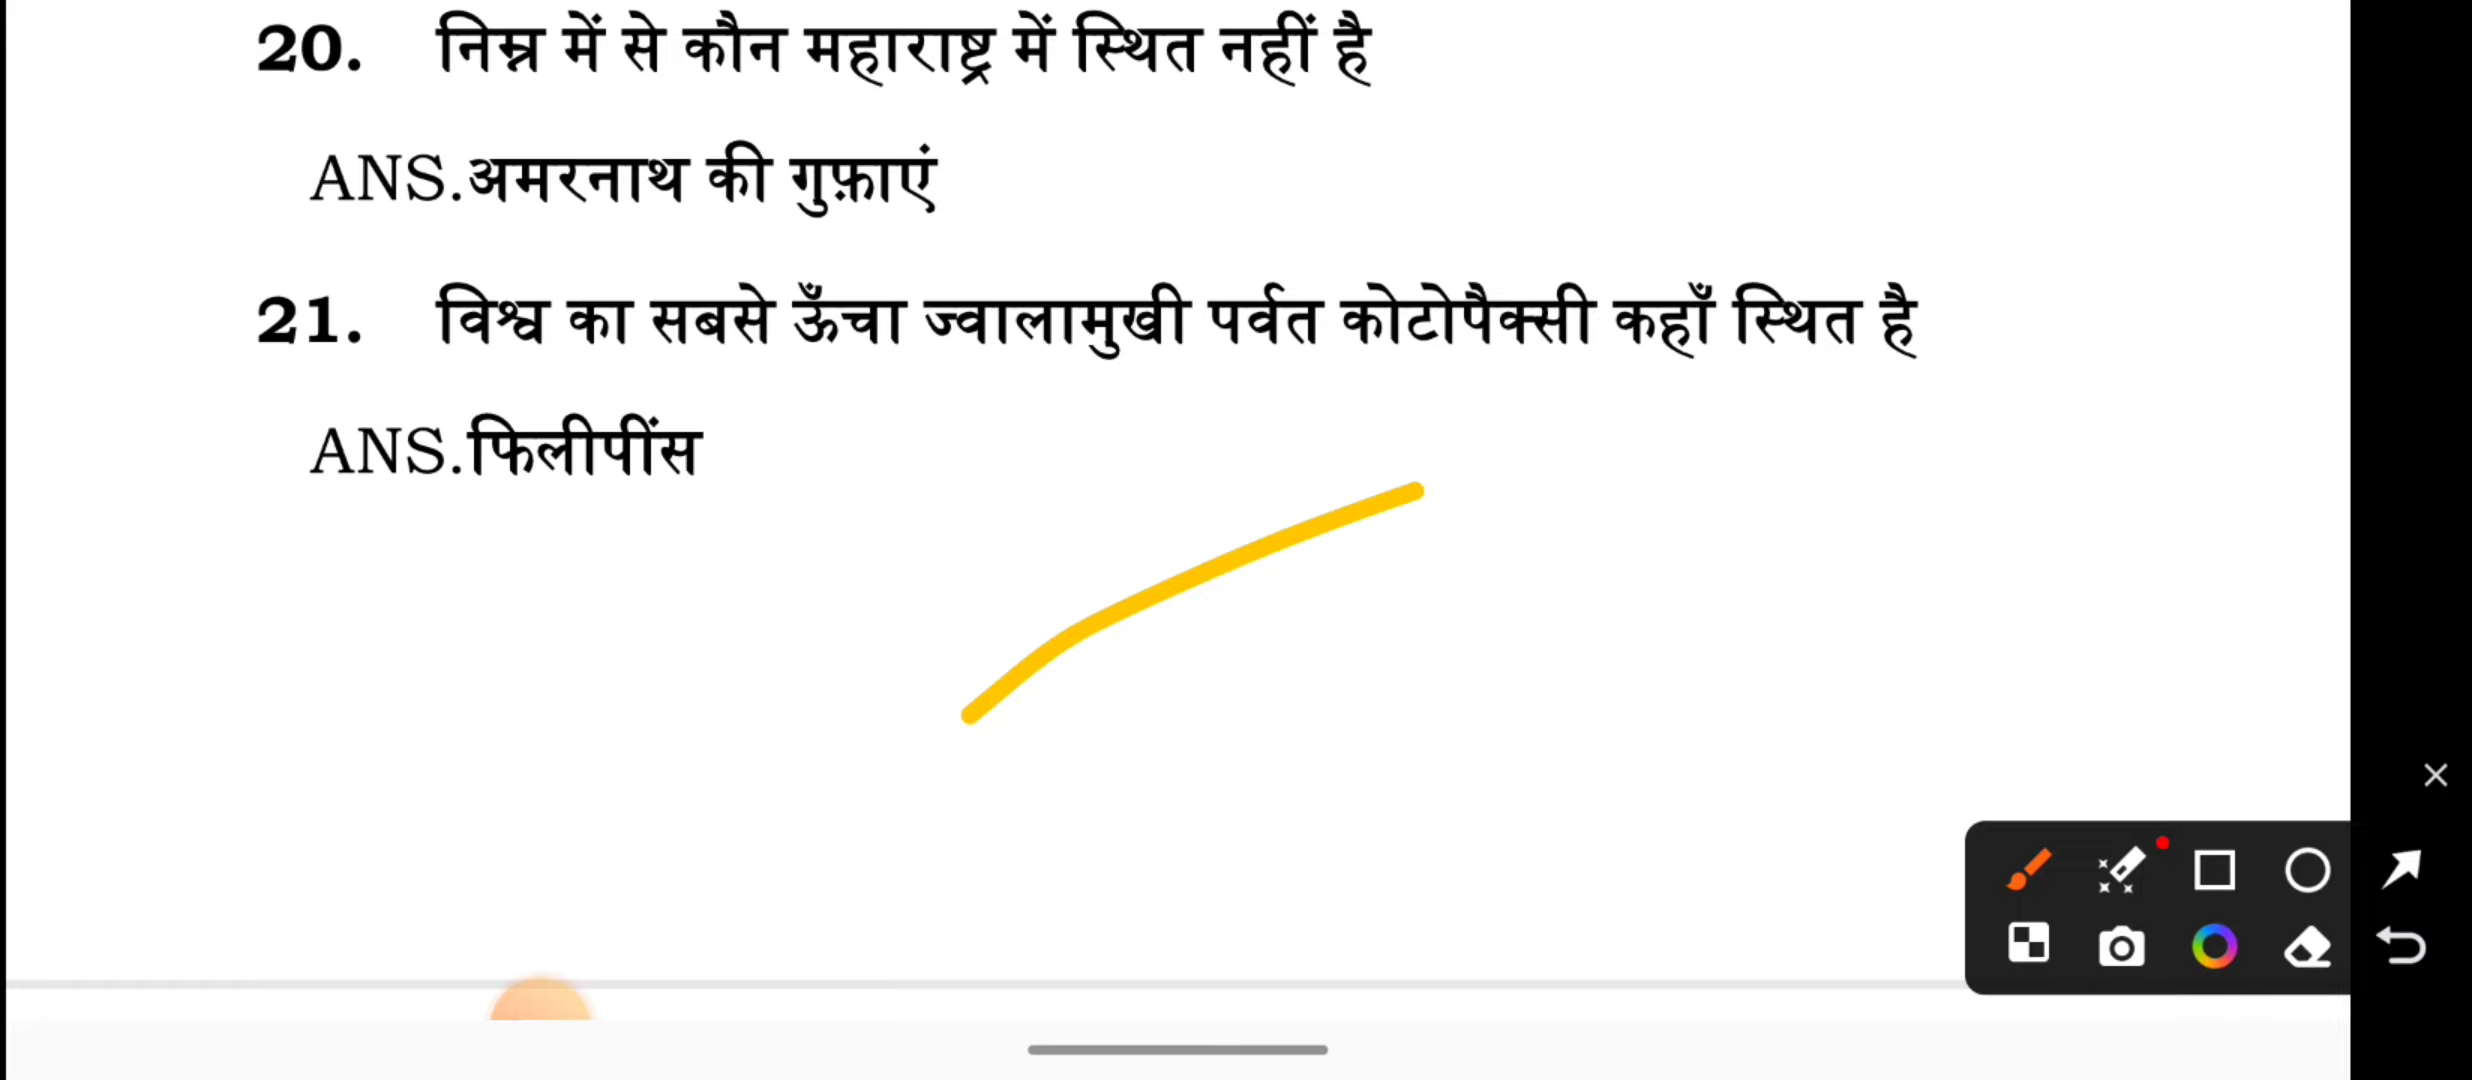 20. निम्न में से कौन महाराष्ट्र में स्थित नहीं है
ANS.अमरनाथ की गुफ़ाएं
21. विश्व का सबसे ऊँचा ज्वालामुखी पर्वत कोटोपैक्सी कहाँ स्थित है
ANS.फिलीपींस